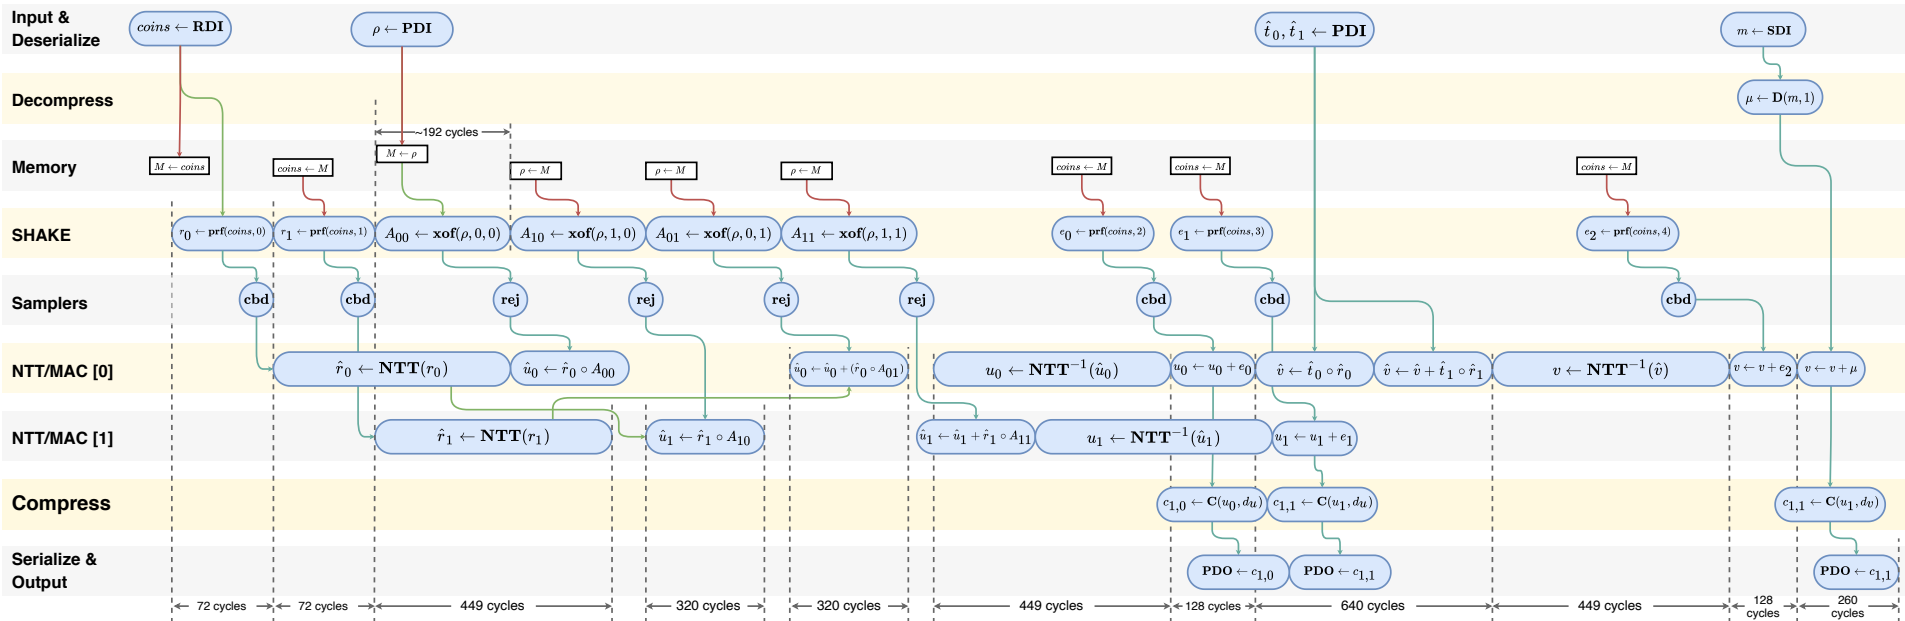 Input &
Deserialize
coins ← RDI
ρ ← PDI
t̂₀, t̂₁ ← PDI
m ← SDI
Decompress
μ ← D(m, 1)
~192 cycles
Memory
M ← coins
coins ← M
M ← ρ
ρ ← M
ρ ← M
ρ ← M
coins ← M
coins ← M
coins ← M
SHAKE
r₀ ← prf(coins, 0)
r₁ ← prf(coins, 1)
A₀₀ ← xof(ρ, 0, 0)
A₁₀ ← xof(ρ, 1, 0)
A₀₁ ← xof(ρ, 0, 1)
A₁₁ ← xof(ρ, 1, 1)
e₀ ← prf(coins, 2)
e₁ ← prf(coins, 3)
e₂ ← prf(coins, 4)
Samplers
cbd
cbd
rej
rej
rej
rej
cbd
cbd
cbd
NTT/MAC [0]
r̂₀ ← NTT(r₀)
û₀ ← r̂₀ ∘ A₀₀
û₀ ← û₀ + (r̂₀ ∘ A₀₁)
u₀ ← NTT⁻¹(û₀)
u₀ ← u₀ + e₀
v̂ ← t̂₀ ∘ r̂₀
v̂ ← v̂ + t̂₁ ∘ r̂₁
v ← NTT⁻¹(v̂)
v ← v + e₂
v ← v + μ
NTT/MAC [1]
r̂₁ ← NTT(r₁)
û₁ ← r̂₁ ∘ A₁₀
û₁ ← û₁ + r̂₁ ∘ A₁₁
u₁ ← NTT⁻¹(û₁)
u₁ ← u₁ + e₁
Compress
c₁,₀ ← C(u₀, dᵤ)
c₁,₁ ← C(u₁, dᵤ)
c₁,₁ ← C(u₁, dᵥ)
Serialize &
Output
PDO ← c₁,₀
PDO ← c₁,₁
PDO ← c₁,₁
72 cycles
72 cycles
449 cycles
320 cycles
320 cycles
449 cycles
128 cycles
640 cycles
449 cycles
128
cycles
260
cycles